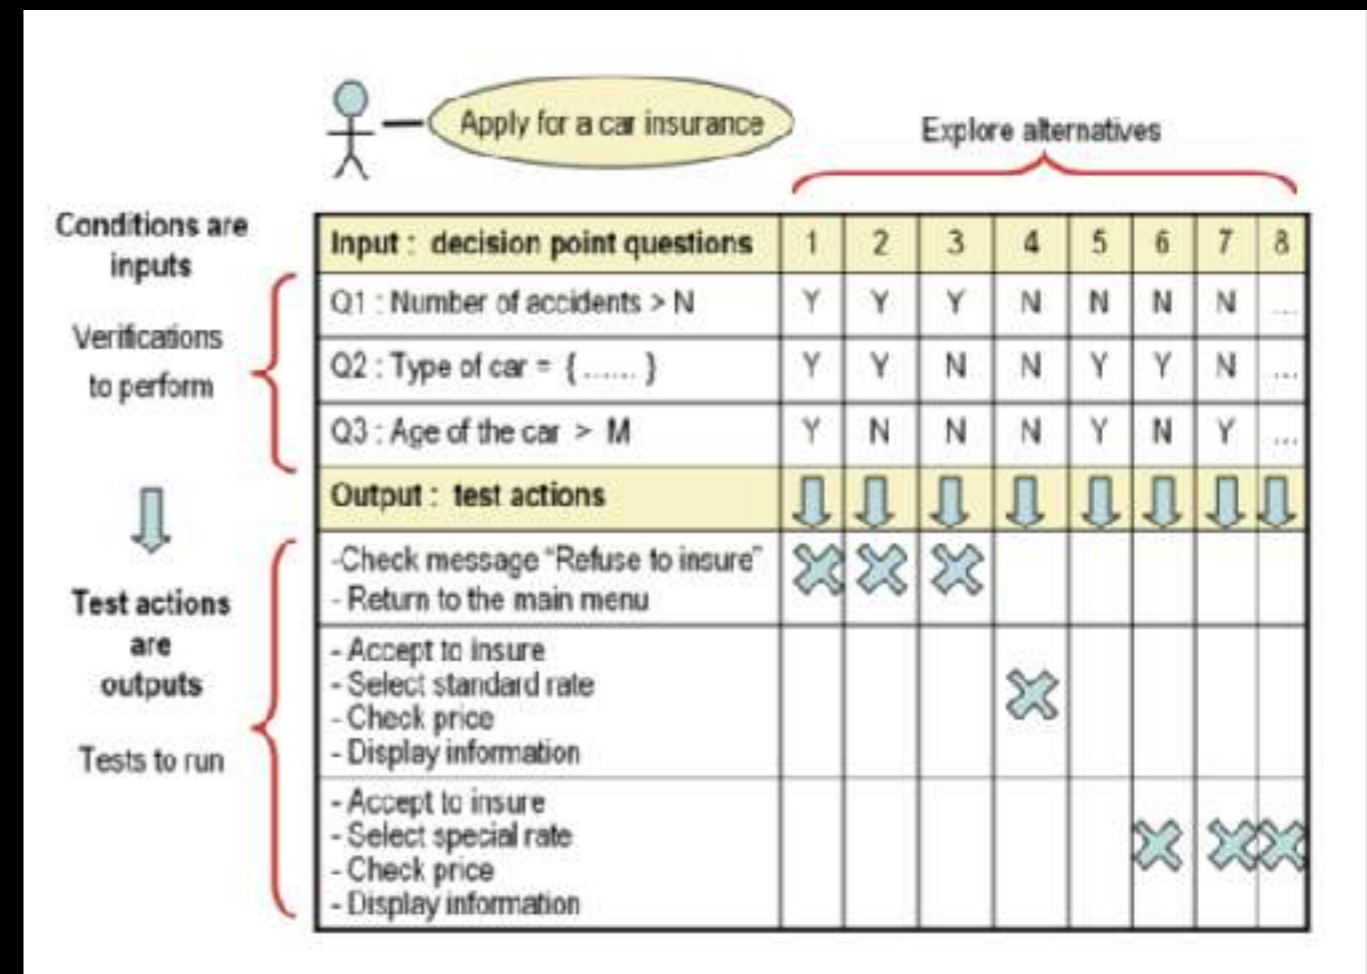 Apply for a car insurance
Explore alternatives
Conditions are
inputs
Verifications
to perform
Input : decision point questions 1 2 3 4 5 6 7 8
Q1 : Number of accidents > N Y Y Y N N N N ...
Q2 : Type of car = { ...... } Y Y N N Y Y N ...
Q3 : Age of the car > M Y N N N Y N Y ...
Output : test actions
Test actions
are
outputs
Tests to run
-Check message "Refuse to insure"
- Return to the main menu
- Accept to insure
- Select standard rate
- Check price
- Display information
- Accept to insure
- Select special rate
- Check price
- Display information